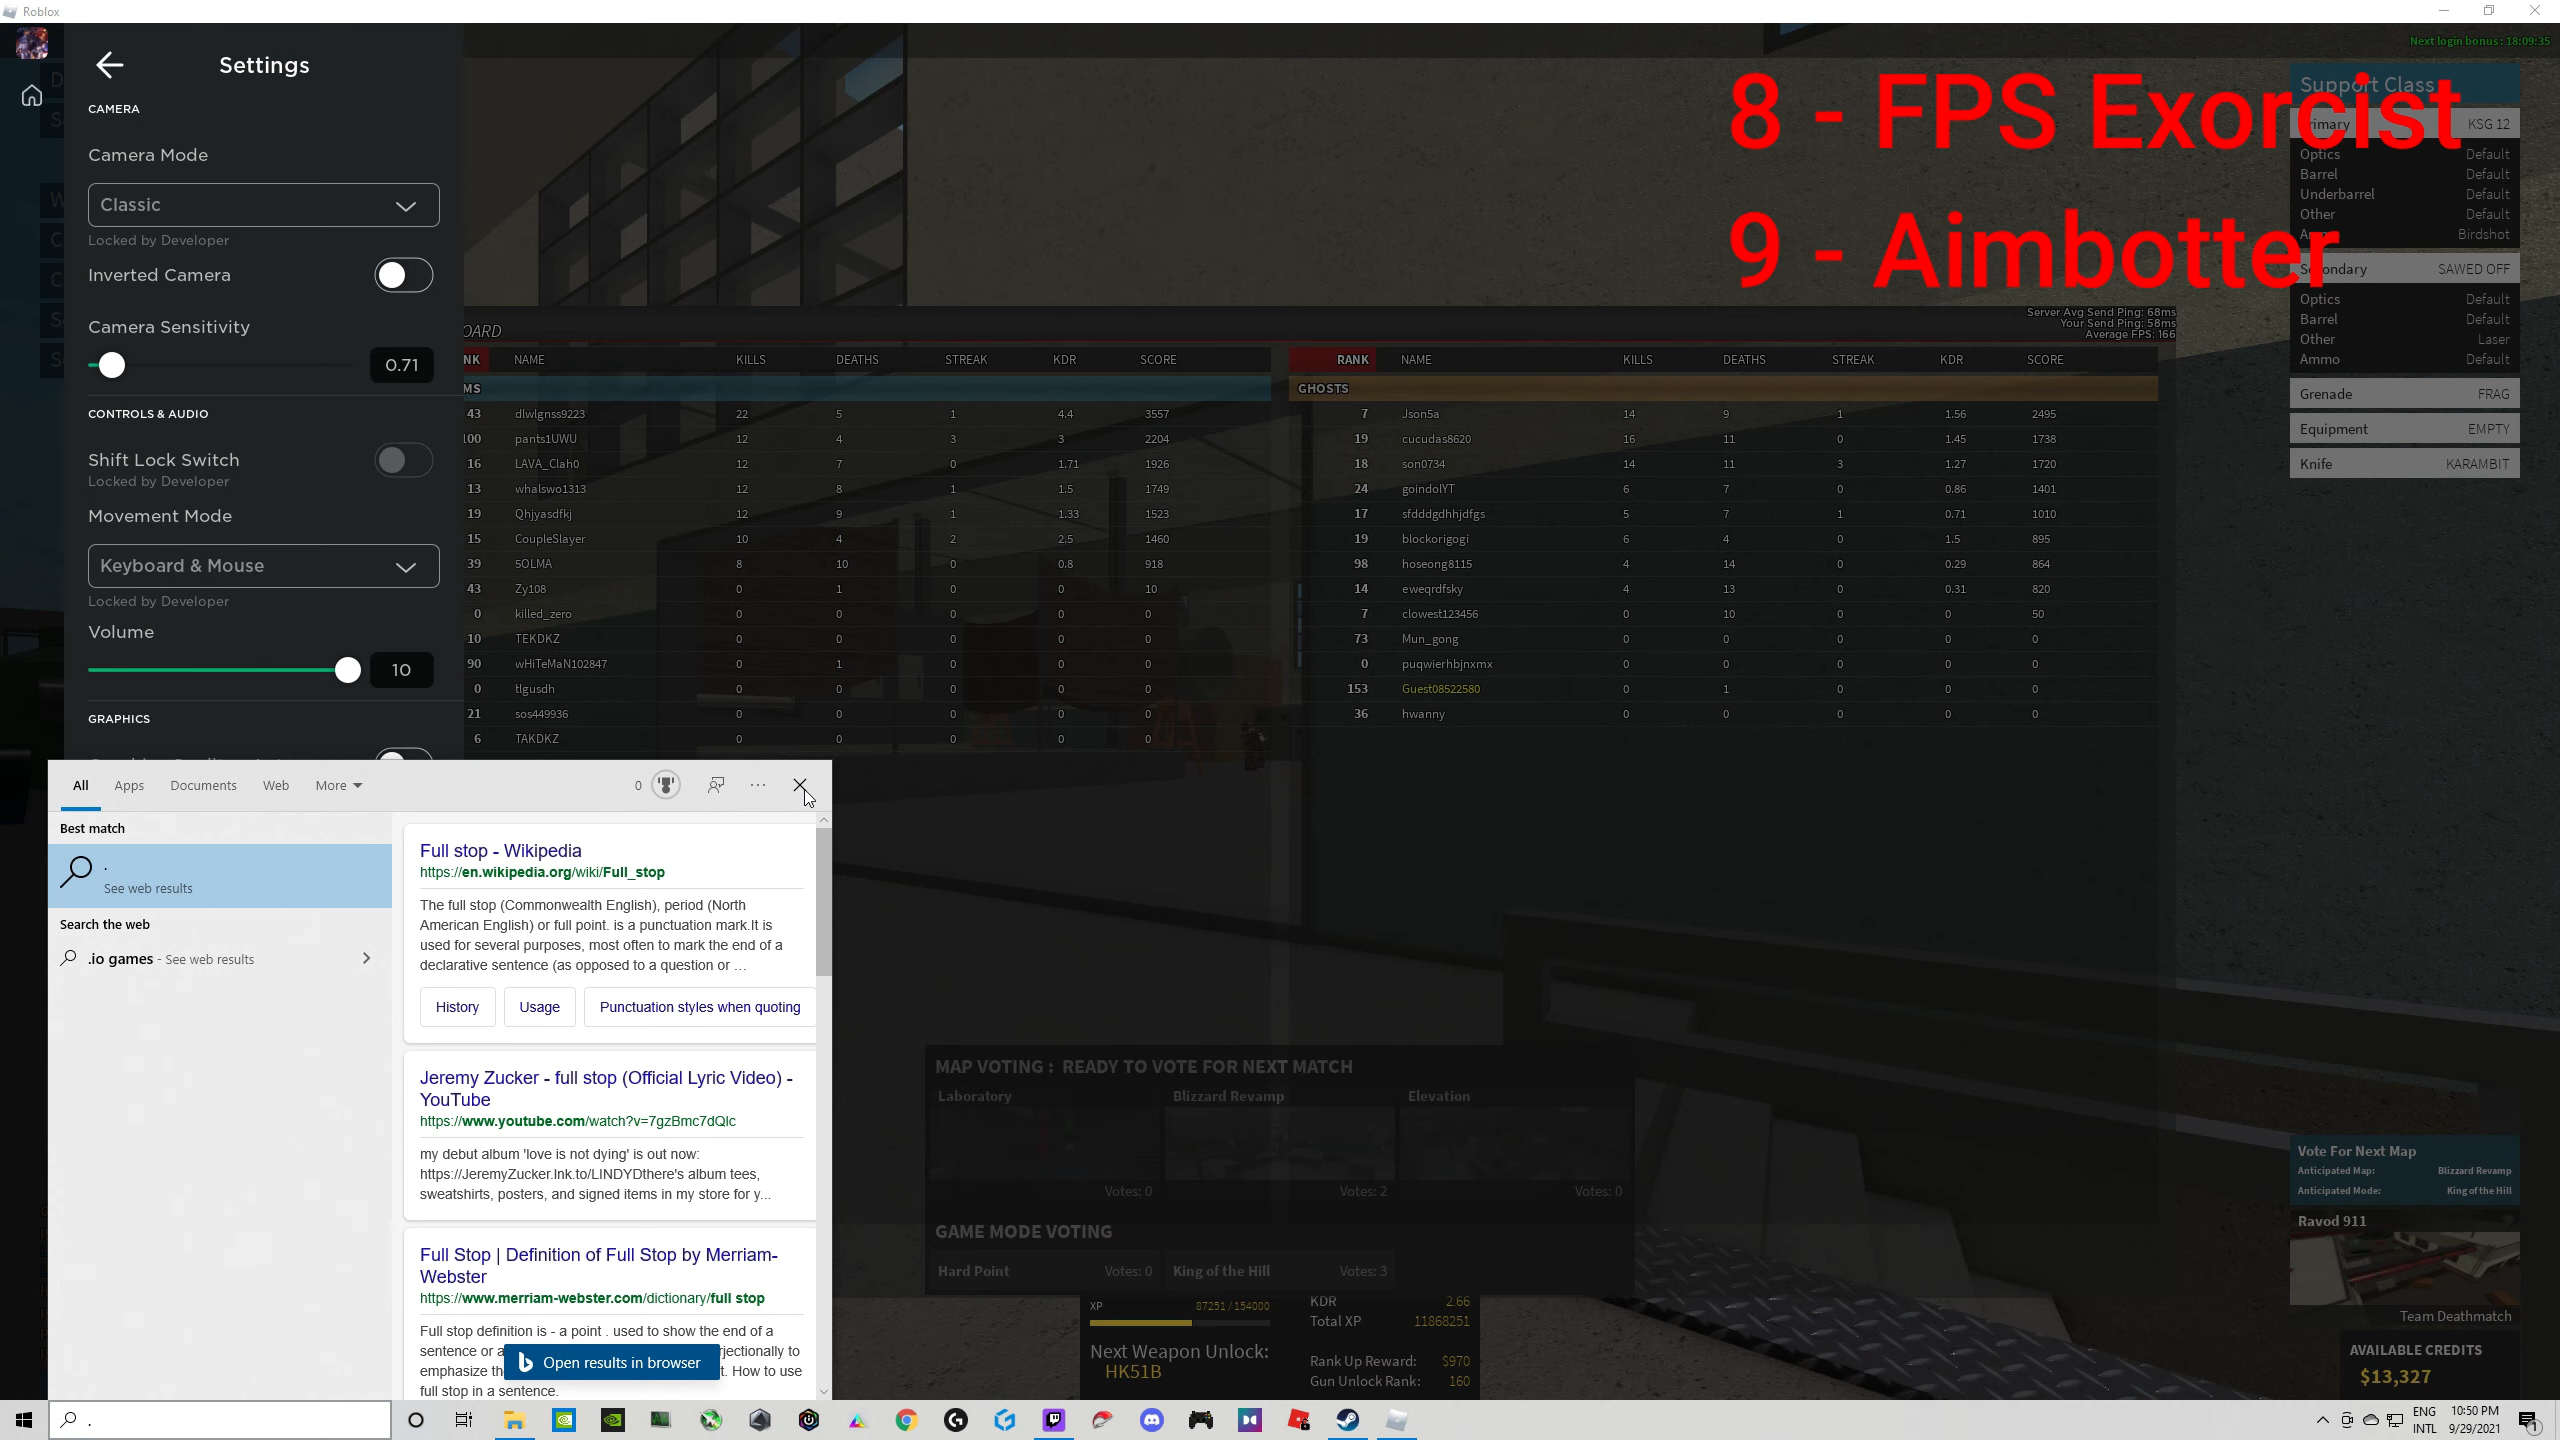 Roblox
Next login bonus : 18:09:35
Settings
CAMERA
Camera Mode
Classic
Locked by Developer
Inverted Camera
Camera Sensitivity
0.71
CONTROLS & AUDIO
Shift Lock Switch
Locked by Developer
Movement Mode
Keyboard & Mouse
Locked by Developer
Volume
10
GRAPHICS
8 - FPS Exorcist
9 - Aimbotter
Support Class
Primary KSG 12
Optics Default
Barrel Default
Underbarrel Default
Other Default
Birdshot
Secondary SAWED OFF
Optics Default
Barrel Default
Other Laser
Ammo Default
Grenade FRAG
Equipment EMPTY
Knife KARAMBIT
Server Avg Send Ping: 68ms
Your Send Ping: 58ms
Average FPS: 166
OARD
NK NAME KILLS DEATHS STREAK KDR SCORE
MS
43 dlwlgnss9223 22 5 1 4.4 3557
100 pants1UWU 12 4 3 3 2204
16 LAVA_Clah0 12 7 0 1.71 1926
13 whalswo1313 12 8 1 1.5 1749
19 Qhjyasdfkj 12 9 1 1.33 1523
15 CoupleSlayer 10 4 2 2.5 1460
39 5OLMA 8 10 0 0.8 918
43 Zy108 0 1 0 0 10
0 killed_zero 0 0 0 0 0
10 TEKDKZ 0 0 0 0 0
90 wHiTeMaN102847 0 1 0 0 0
0 tlgusdh 0 0 0 0 0
21 sos449936 0 0 0 0 0
6 TAKDKZ 0 0 0 0 0
RANK NAME KILLS DEATHS STREAK KDR SCORE
GHOSTS
7 Json5a 14 9 1 1.56 2495
19 cucudas8620 16 11 0 1.45 1738
18 son0734 14 11 3 1.27 1720
24 goindolYT 6 7 0 0.86 1401
17 sfdddgdhhjdfgs 5 7 1 0.71 1010
19 blockorigogi 6 4 0 1.5 895
98 hoseong8115 4 14 0 0.29 864
14 eweqrdfsky 4 13 0 0.31 820
7 clowest123456 0 10 0 0 50
73 Mun_gong 0 0 0 0 0
0 puqwierhbjnxmx 0 0 0 0 0
153 Guest08522580 0 1 0 0 0
36 hwanny 0 0 0 0 0
All Apps Documents Web More 0
Best match
.
See web results
Search the web
.io games - See web results
Full stop - Wikipedia
https://en.wikipedia.org/wiki/Full_stop
The full stop (Commonwealth English), period (North
American English) or full point. is a punctuation mark.It is
used for several purposes, most often to mark the end of a
declarative sentence (as opposed to a question or ...
History Usage Punctuation styles when quoting
Jeremy Zucker - full stop (Official Lyric Video) -
YouTube
https://www.youtube.com/watch?v=7gzBmc7dQlc
my debut album 'love is not dying' is out now:
https://JeremyZucker.lnk.to/LINDYDthere's album tees,
sweatshirts, posters, and signed items in my store for y...
Full Stop | Definition of Full Stop by Merriam-
Webster
https://www.merriam-webster.com/dictionary/full stop
Full stop definition is - a point . used to show the end of a
sentence or a rjectionally to
emphasize th t. How to use
full stop in a sentence.
Open results in browser
MAP VOTING : READY TO VOTE FOR NEXT MATCH
Laboratory Blizzard Revamp Elevation
Votes: 0 Votes: 2 Votes: 0
GAME MODE VOTING
Hard Point Votes: 0 King of the Hill Votes: 3
XP 87251 / 154000
Next Weapon Unlock:
HK51B
KDR 2.66
Total XP 11868251
Rank Up Reward: $970
Gun Unlock Rank: 160
Vote For Next Map
Anticipated Map: Blizzard Revamp
Anticipated Mode: King of the Hill
Ravod 911
Team Deathmatch
AVAILABLE CREDITS
$13,327
.
ENG
INTL
10:50 PM
9/29/2021
1